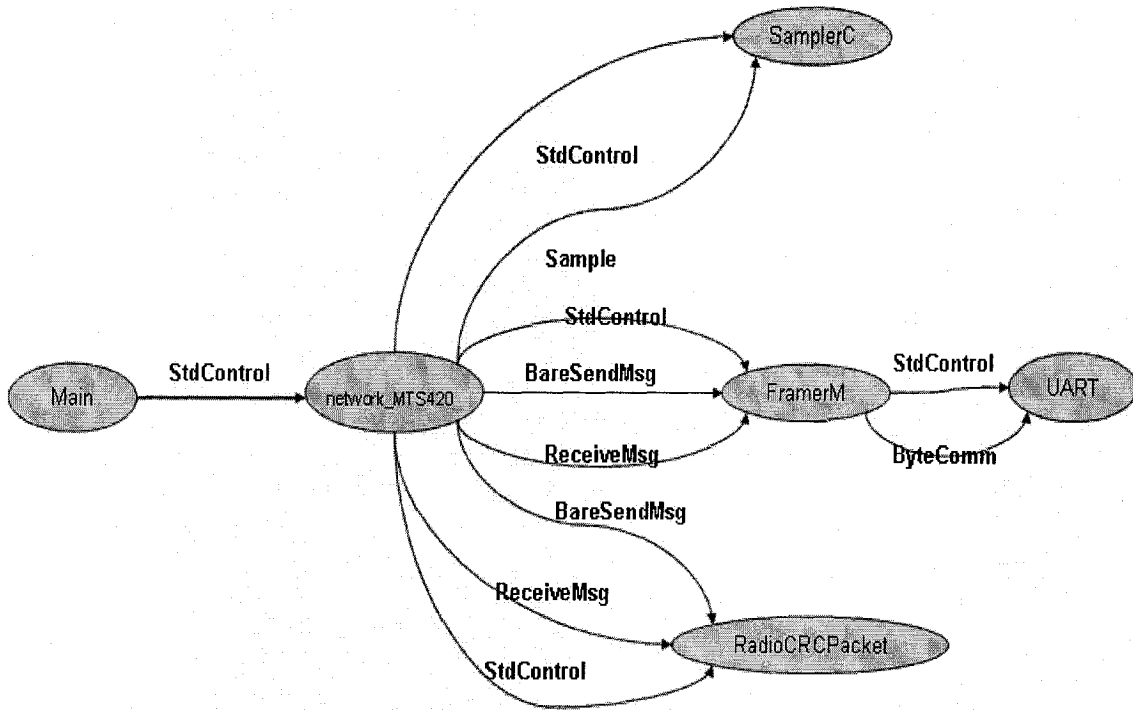 SamplerC
StdControl
Sample
StdControl
StdControl
BareSendMsg
StdControl
Main
network_MTS420
FramerM
UART
ReceiveMsg
ByteComm
BareSendMsg
ReceiveMsg
RadioCRCPacket
StdControl